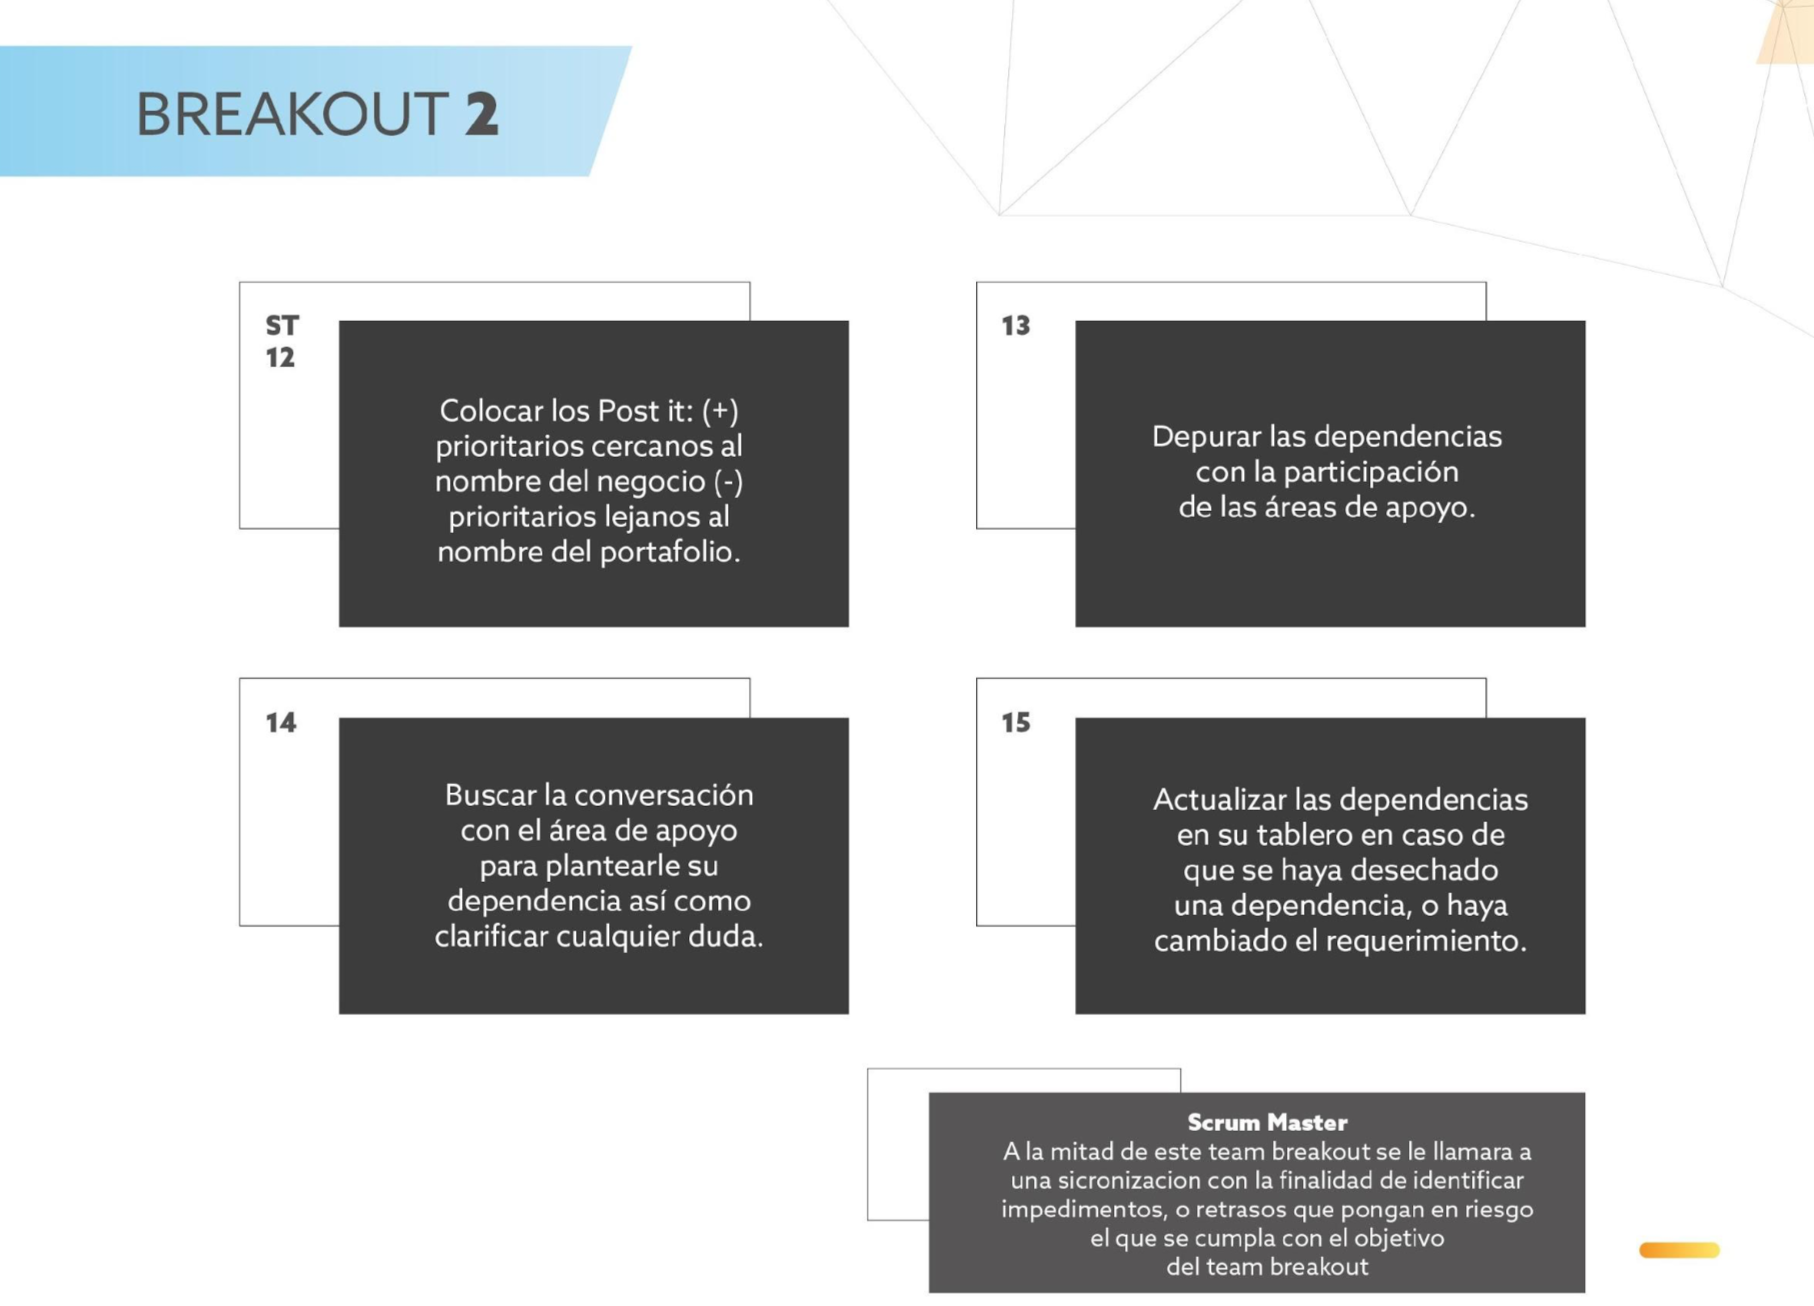 BREAKOUT 2
ST
12
Colocar los Post it: (+)
prioritarios cercanos al
nombre del negocio (-)
prioritarios lejanos al
nombre del portafolio.
13
Depurar las dependencias
con la participación
de las áreas de apoyo.
14
Buscar la conversación
con el área de apoyo
para plantearle su
dependencia así como
clarificar cualquier duda.
15
Actualizar las dependencias
en su tablero en caso de
que se haya desechado
una dependencia, o haya
cambiado el requerimiento.
Scrum Master
A la mitad de este team breakout se le llamara a
una sicronizacion con la finalidad de identificar
impedimentos, o retrasos que pongan en riesgo
el que se cumpla con el objetivo
del team breakout